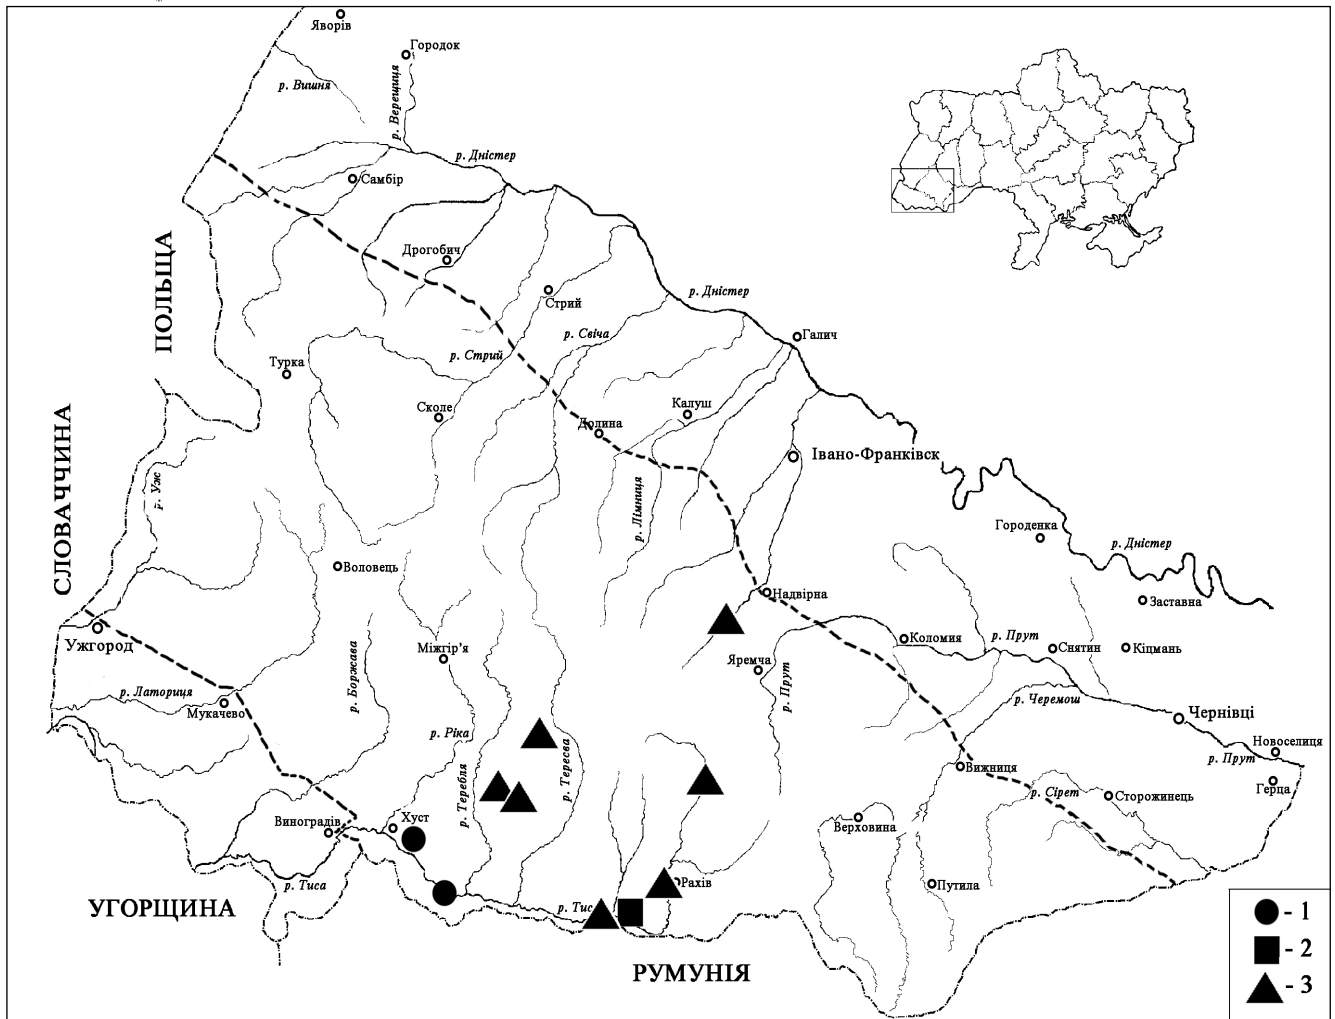 Яворів
Городок
р. Вишня
р. Верещиця
р. Дністер
Самбір
Дрогобич
ПОЛЬЩА
р. Дністер
Стрий
р. Свіча
Галич
р. Стрий
Турка
Сколе
Калуш
Долина
СЛОВАЧЧИНА
Івано-Франківск
р. Уж
р. Лімниця
Городенка
р. Дністер
Воловець
Надвірна
Заставна
Ужгород
Коломия
р. Прут
Снятин
Кіцмань
Міжгір'я
р. Боржава
Яремча
р. Прут
р. Латориця
Мукачево
р. Черемош
Чернівці
р. Ріка
р. Тересва
Новоселиця
р. Прут
Вижниця
Герца
р. Теребля
р. Сірет
Сторожинець
Виноградів
Хуст
Верховина
р. Тиса
Рахів
Путила
УГОРЩИНА
р. Тис
РУМУНІЯ
- 1
- 2
- 3